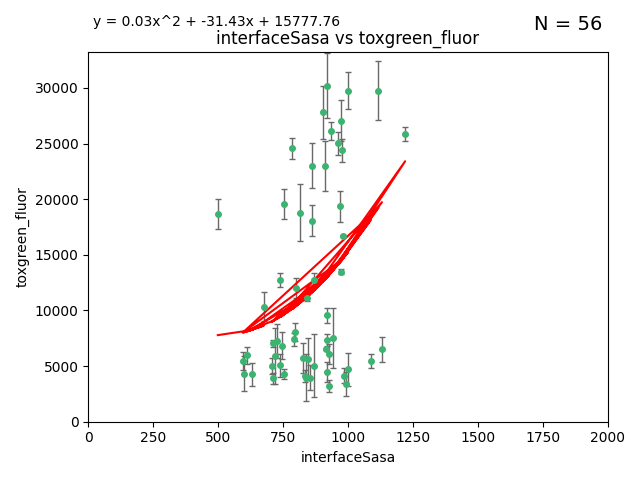 y = 0.03x^2 + -31.43x + 15777.76
N = 56
interfaceSasa vs toxgreen_fluor
toxgreen_fluor
30000
25000
20000
15000
10000
5000
0
0 250 500 750 1000 1250 1500 1750 2000
interfaceSasa